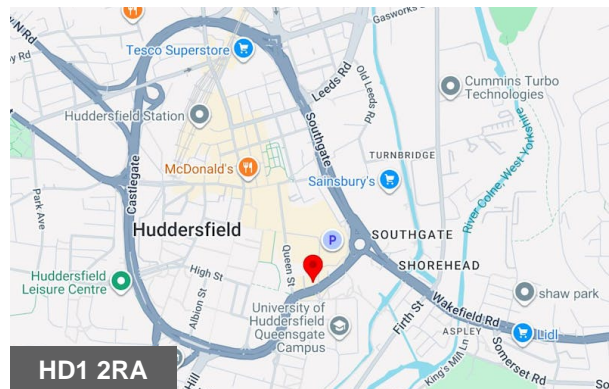 N Rd
Gasworks
Tesco Superstore
Leeds Rd
Old Leeds Rd
Cummins Turbo
Technologies
Huddersfield Station
Southgate
Castlegate
TURNBRIDGE
River Colne, West Yorkshire
McDonald's
Sainsbury's
Park Ave
Huddersfield
P
SOUTHGATE
Queen St
SHOREHEAD
High St
Huddersfield
Leisure Centre
Albion St
Wakefield Rd
shaw park
University of
Huddersfield
Queensgate
Campus
Firth St
ASPLEY
Lidl
King's Mill Ln
Somerset Rd
Hill
HD1 2RA